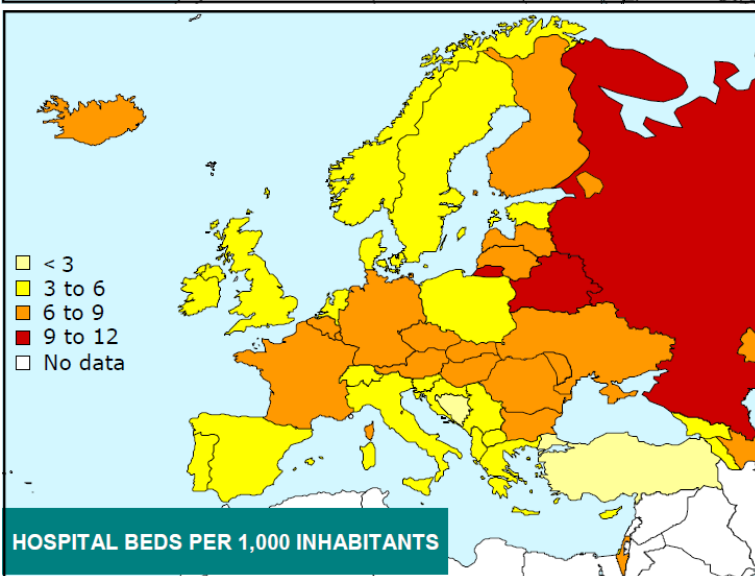 < 3
3 to 6
6 to 9
9 to 12
No data
HOSPITAL BEDS PER 1,000 INHABITANTS